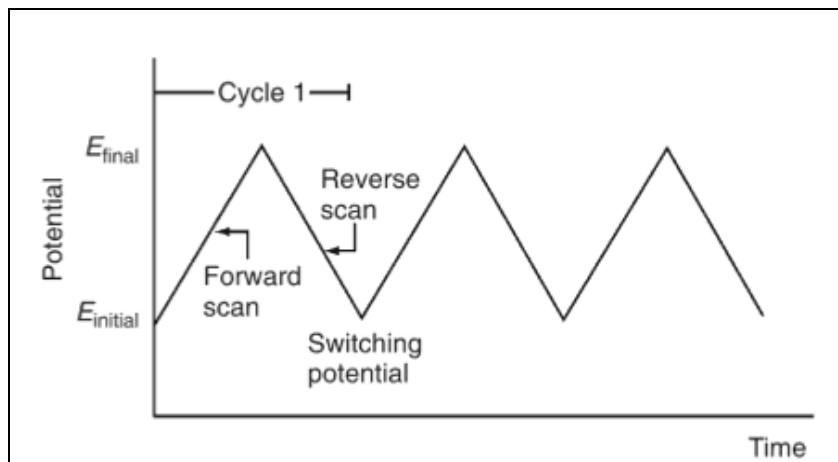 Cycle 1
E_final
Reverse
scan
Potential
Forward
scan
E_initial
Switching
potential
Time